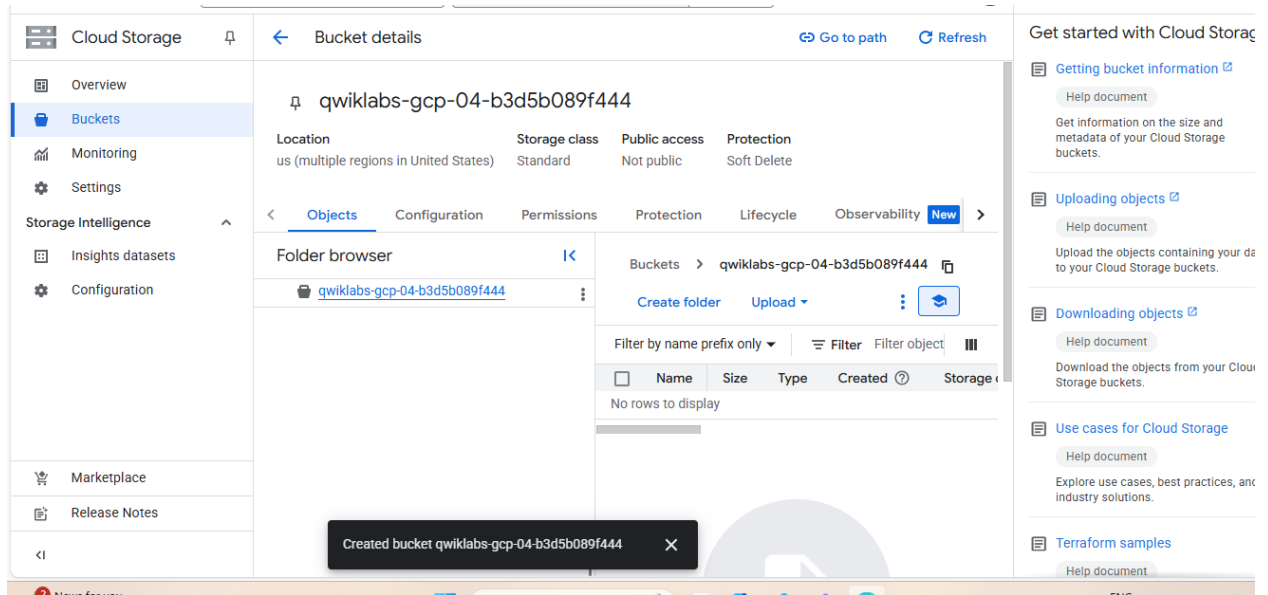 Cloud Storage
Overview
Buckets
Monitoring
Settings
Storage Intelligence
Insights datasets
Configuration
Marketplace
Release Notes
Bucket details
Go to path
Refresh
qwiklabs-gcp-04-b3d5b089f444
Location
us (multiple regions in United States)
Storage class
Standard
Public access
Not public
Protection
Soft Delete
Objects
Configuration
Permissions
Protection
Lifecycle
Observability New
Folder browser
qwiklabs-gcp-04-b3d5b089f444
Buckets > qwiklabs-gcp-04-b3d5b089f444
Create folder
Upload
Filter by name prefix only
Filter Filter object
Name Size Type Created Storage
No rows to display
Created bucket qwiklabs-gcp-04-b3d5b089f444
Get started with Cloud Storag
Getting bucket information
Help document
Get information on the size and
metadata of your Cloud Storage
buckets.
Uploading objects
Help document
Upload the objects containing your da
to your Cloud Storage buckets.
Downloading objects
Help document
Download the objects from your Clou
Storage buckets.
Use cases for Cloud Storage
Help document
Explore use cases, best practices, and
industry solutions.
Terraform samples
Help document